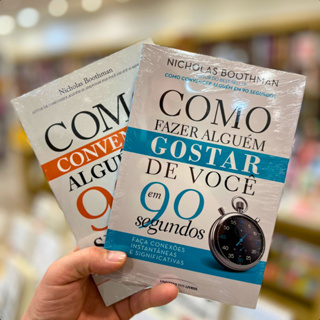 Nicholas Boothman
COMO
CONVEN
ALGU
9
NICHOLAS BOOTHMAN
COMO CONVENCER ALGUÉM EM 90 SEGUNDOS
COMO
FAZER ALGUÉM
GOSTAR
DE VOCÊ
em
90
segundos
FAÇA CONEXÕES
INSTANTÂNEAS
E SIGNIFICATIVAS